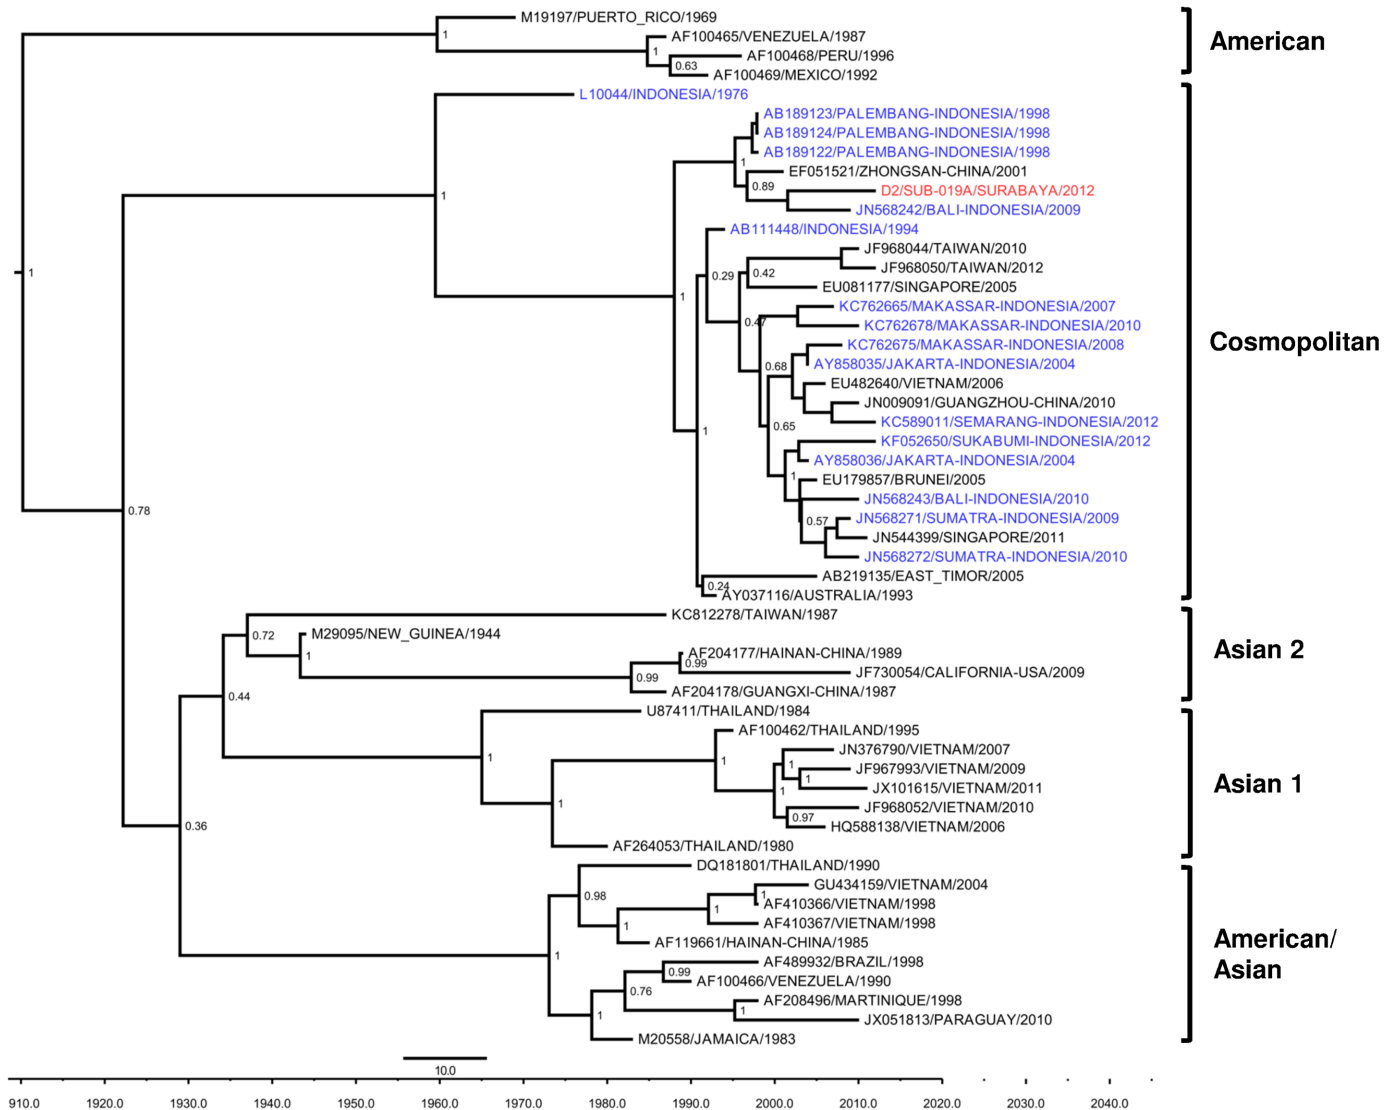 M19197/PUERTO_RICO/1969
1
AF100465/VENEZUELA/1987
American
1
AF100468/PERU/1996
0.63
AF100469/MEXICO/1992
L10044/INDONESIA/1976
AB189123/PALEMBANG-INDONESIA/1998
AB189124/PALEMBANG-INDONESIA/1998
AB189122/PALEMBANG-INDONESIA/1998
1
EF051521/ZHONGSAN-CHINA/2001
0.89
D2/SUB-019A/SURABAYA/2012
1
JN568242/BALI-INDONESIA/2009
AB111448/INDONESIA/1994
JF968044/TAIWAN/2010
1
0.29
0.42
JF968050/TAIWAN/2012
EU081177/SINGAPORE/2005
1
KC762665/MAKASSAR-INDONESIA/2007
0.47
KC762678/MAKASSAR-INDONESIA/2010
Cosmopolitan
KC762675/MAKASSAR-INDONESIA/2008
0.68
AY858035/JAKARTA-INDONESIA/2004
EU482640/VIETNAM/2006
JN009091/GUANGZHOU-CHINA/2010
KC589011/SEMARANG-INDONESIA/2012
1
0.65
KF052650/SUKABUMI-INDONESIA/2012
AY858036/JAKARTA-INDONESIA/2004
1
EU179857/BRUNEI/2005
JN568243/BALI-INDONESIA/2010
0.78
0.57
JN568271/SUMATRA-INDONESIA/2009
JN544399/SINGAPORE/2011
JN568272/SUMATRA-INDONESIA/2010
AB219135/EAST_TIMOR/2005
0.24
AY037116/AUSTRALIA/1993
KC812278/TAIWAN/1987
0.72
M29095/NEW_GUINEA/1944
Asian 2
1
AF204177/HAINAN-CHINA/1989
0.99
JF730054/CALIFORNIA-USA/2009
0.99
AF204178/GUANGXI-CHINA/1987
0.44
U87411/THAILAND/1984
AF100462/THAILAND/1995
JN376790/VIETNAM/2007
1
1
1
JF967993/VIETNAM/2009
1
Asian 1
JX101615/VIETNAM/2011
1
1
JF968052/VIETNAM/2010
0.97
0.36
HQ588138/VIETNAM/2006
AF264053/THAILAND/1980
DQ181801/THAILAND/1990
GU434159/VIETNAM/2004
0.98
1
AF410366/VIETNAM/1998
1
AF410367/VIETNAM/1998
1
AF119661/HAINAN-CHINA/1985
American/
Asian
1
AF489932/BRAZIL/1998
0.99
AF100466/VENEZUELA/1990
0.76
AF208496/MARTINIQUE/1998
1
1
JX051813/PARAGUAY/2010
M20558/JAMAICA/1983
10.0
1910.0 1920.0 1930.0 1940.0 1950.0 1960.0 1970.0 1980.0 1990.0 2000.0 2010.0 2020.0 2030.0 2040.0